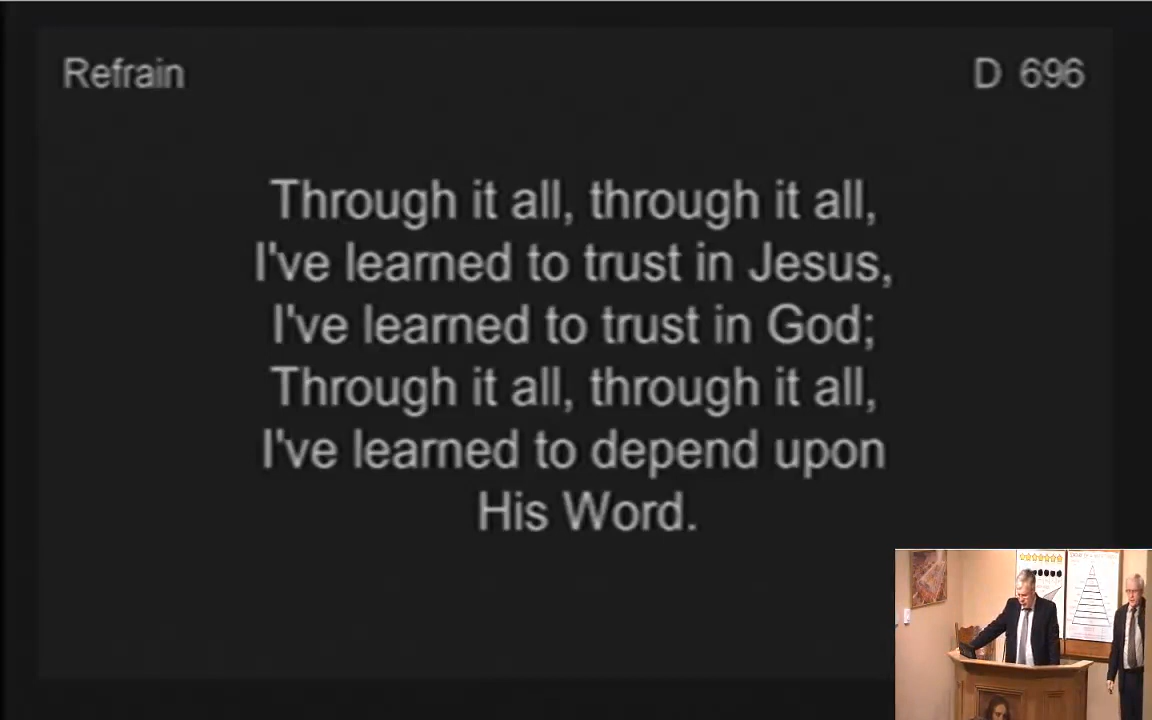 Refrain
D 696
Through it all, through it all,
I've learned to trust in Jesus,
I've learned to trust in God;
Through it all, through it all,
I've learned to depend upon
His Word.